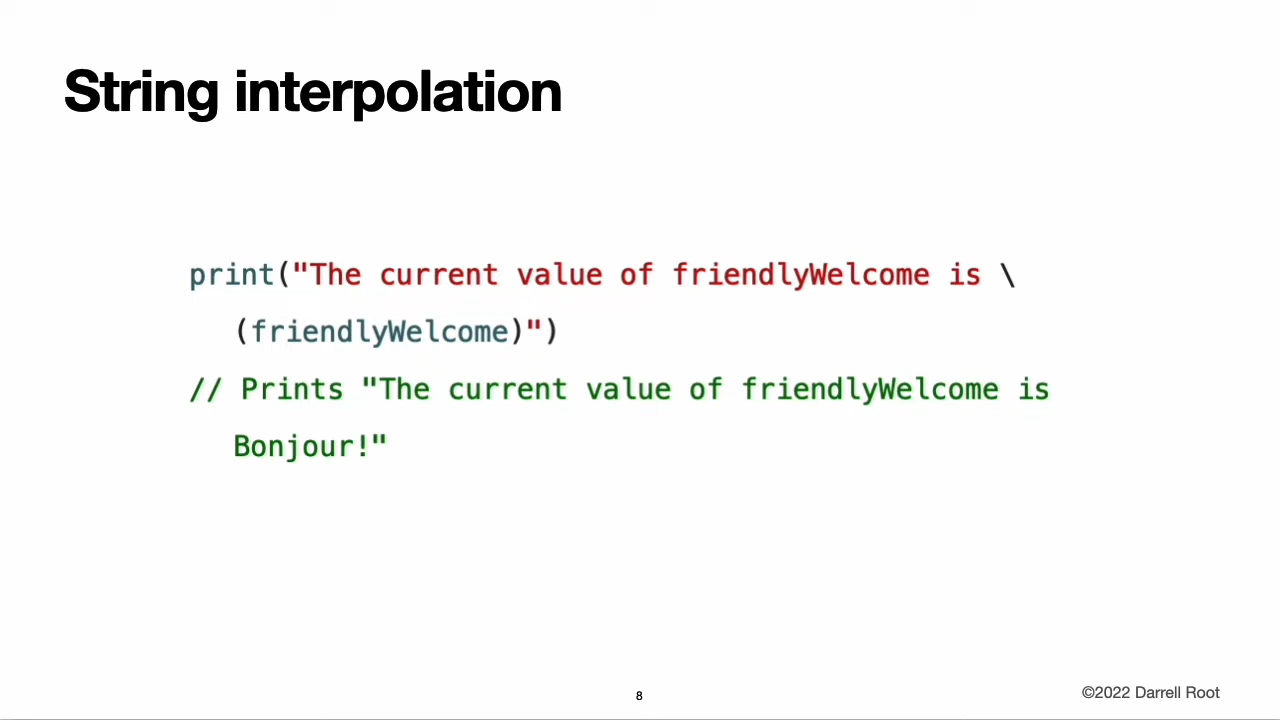 String interpolation
print("The current value of friendlyWelcome is \
(friendlyWelcome)")
// Prints "The current value of friendlyWelcome is
Bonjour!"
8
©2022 Darrell Root